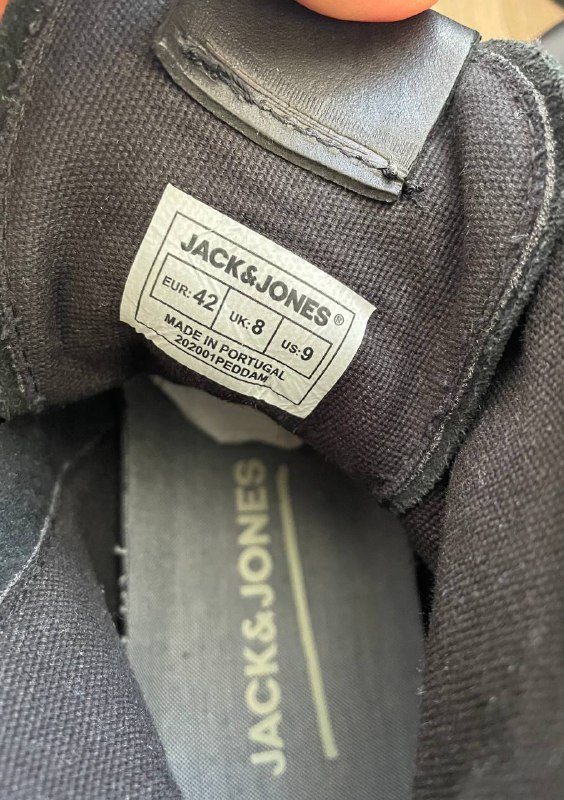 JACK&JONES®
EUR: 42 UK: 8 US: 9
MADE IN PORTUGAL
202001PEDDAM
JACK&JONES